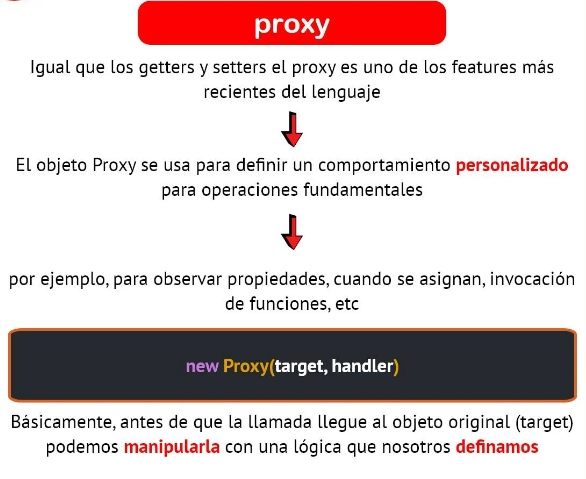 proxy
Igual que los getters y setters el proxy es uno de los features más
recientes del lenguaje
El objeto Proxy se usa para definir un comportamiento personalizado
para operaciones fundamentales
por ejemplo, para observar propiedades, cuando se asignan, invocación
de funciones, etc
new Proxy(target, handler)
Básicamente, antes de que la llamada llegue al objeto original (target)
podemos manipularla con una lógica que nosotros definamos